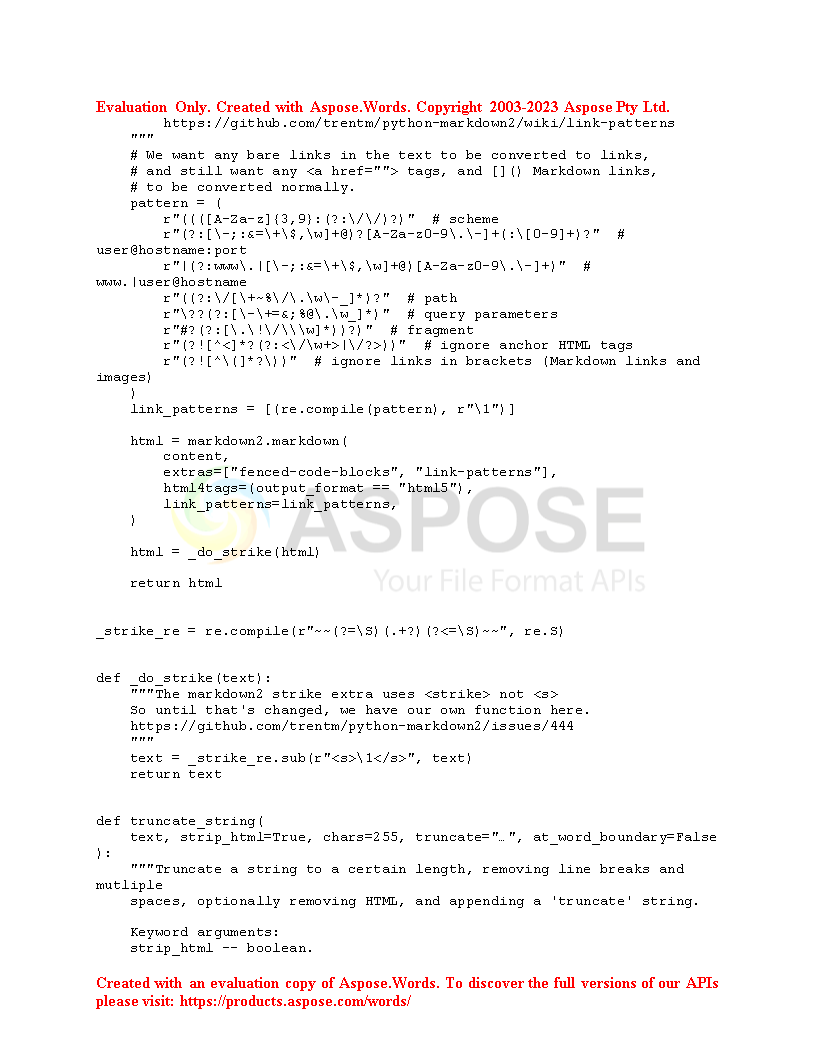 Evaluation Only. Created with Aspose.Words. Copyright 2003-2023 Aspose Pty Ltd.
        https://github.com/trentm/python-markdown2/wiki/link-patterns
    """
    # We want any bare links in the text to be converted to links,
    # and still want any <a href=""> tags, and []() Markdown links,
    # to be converted normally.
    pattern = (
        r"((([A-Za-z]{3,9}:(?:\/\/)?)"  # scheme
        r"(?:[\-;:&=\+\$,\w]+@)?[A-Za-z0-9\.\-]+(:\[0-9]+)?"  #
user@hostname:port
        r"|(?:www\.|[\-;:&=\+\$,\w]+@)[A-Za-z0-9\.\-]+)"  #
www.|user@hostname
        r"((?:\/[\+~%\/\.\w\-_]*)?"  # path
        r"\??(?:[\-\+=&;%@\.\w_]*)"  # query parameters
        r"#?(?:[\.\!\/\\\w]*))?)"  # fragment
        r"(?![^<]*?(?:<\/\w+>|\/?>))"  # ignore anchor HTML tags
        r"(?![^\(]*?\))"  # ignore links in brackets (Markdown links and
images)
    )
    link_patterns = [(re.compile(pattern), r"\1")]
    html = markdown2.markdown(
        content,
        extras=["fenced-code-blocks", "link-patterns"],
        html4tags=(output_format == "html5"),
        link_patterns=link_patterns,
    )
ASPOSE
    html = _do_strike(html)
Your File Format APIs
    return html
_strike_re = re.compile(r"~~(?=\S)(.+?)(?<=\S)~~", re.S)
def _do_strike(text):
    """The markdown2 strike extra uses <strike> not <s>
    So until that's changed, we have our own function here.
    https://github.com/trentm/python-markdown2/issues/444
    """
    text = _strike_re.sub(r"<s>\1</s>", text)
    return text
def truncate_string(
    text, strip_html=True, chars=255, truncate="…", at_word_boundary=False
):
    """Truncate a string to a certain length, removing line breaks and
mutliple
    spaces, optionally removing HTML, and appending a 'truncate' string.
    Keyword arguments:
    strip_html -- boolean.
Created with an evaluation copy of Aspose.Words. To discover the full versions of our APIs
please visit: https://products.aspose.com/words/